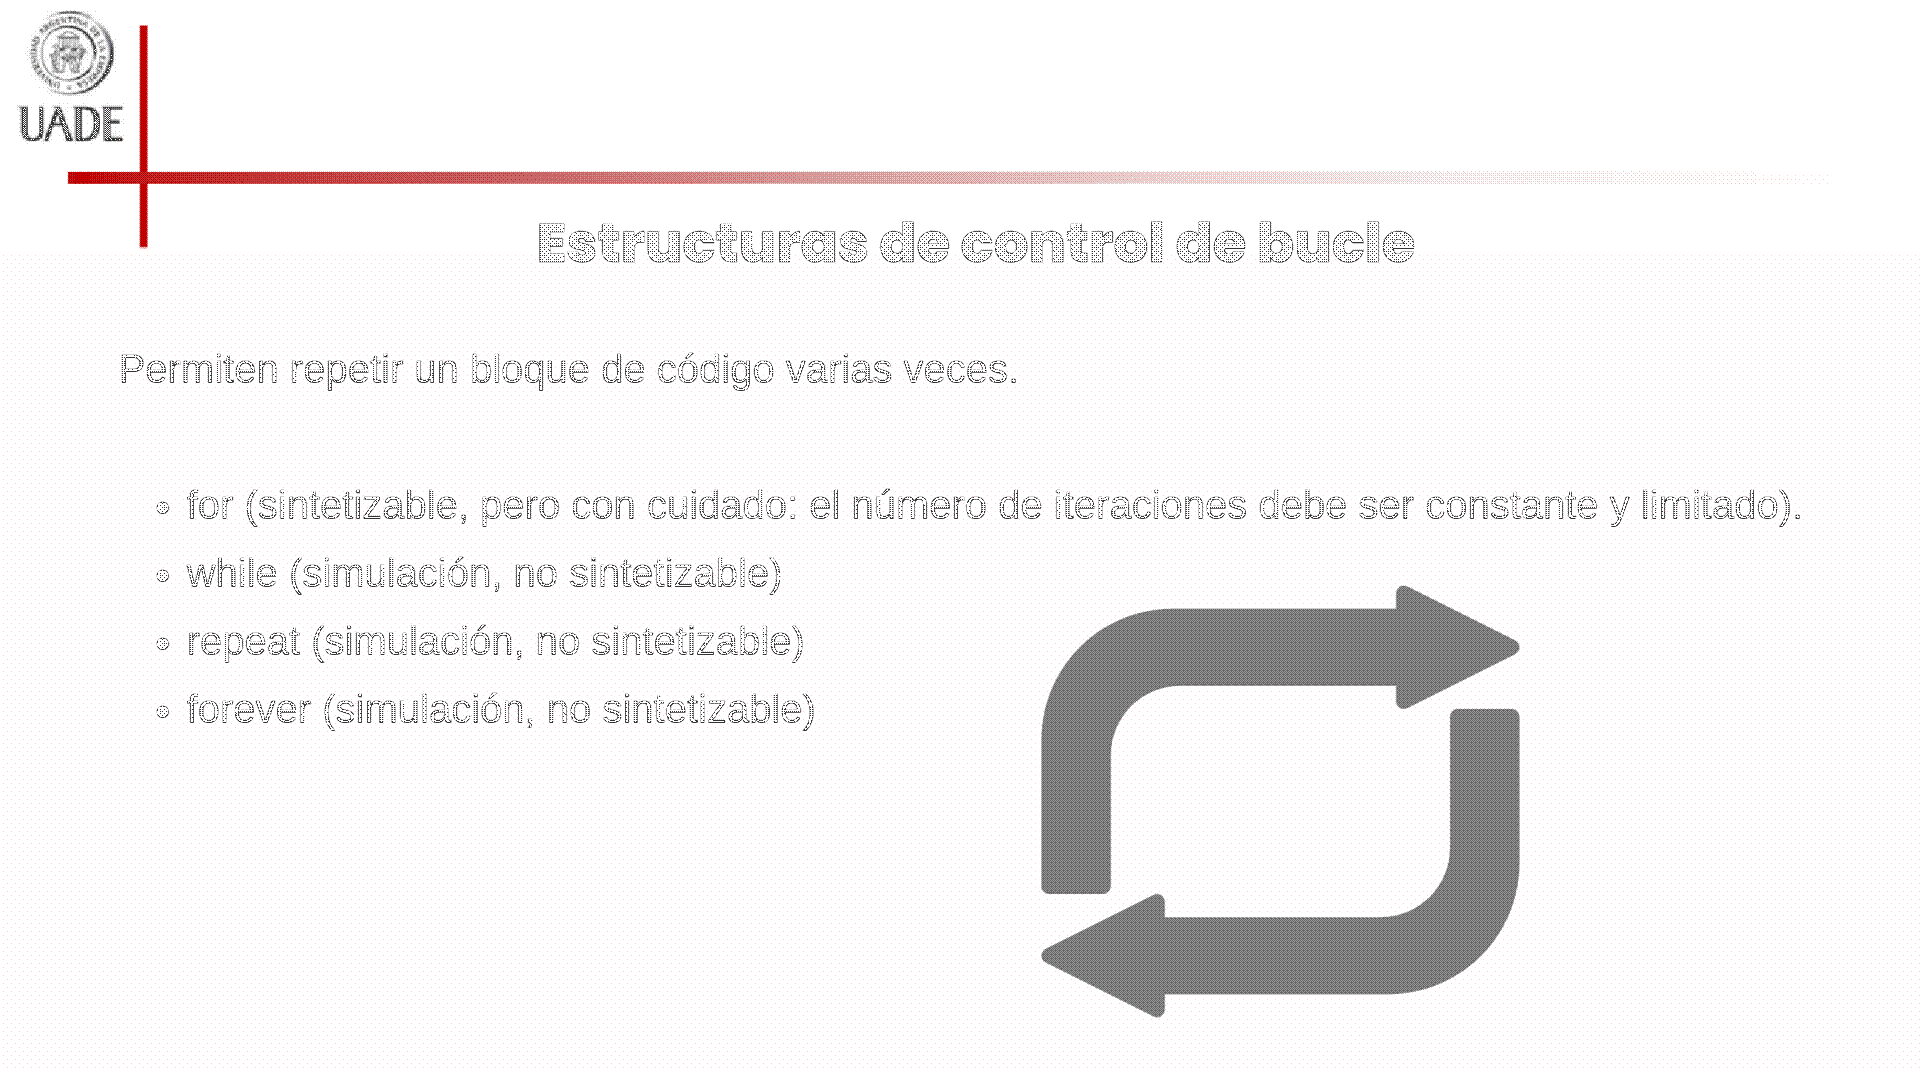 UADE
Estructuras de control de bucle
Permiten repetir un bloque de código varias veces.
• for (sintetizable, pero con cuidado: el número de iteraciones debe ser constante y limitado).
• while (simulación, no sintetizable)
• repeat (simulación, no sintetizable)
• forever (simulación, no sintetizable)